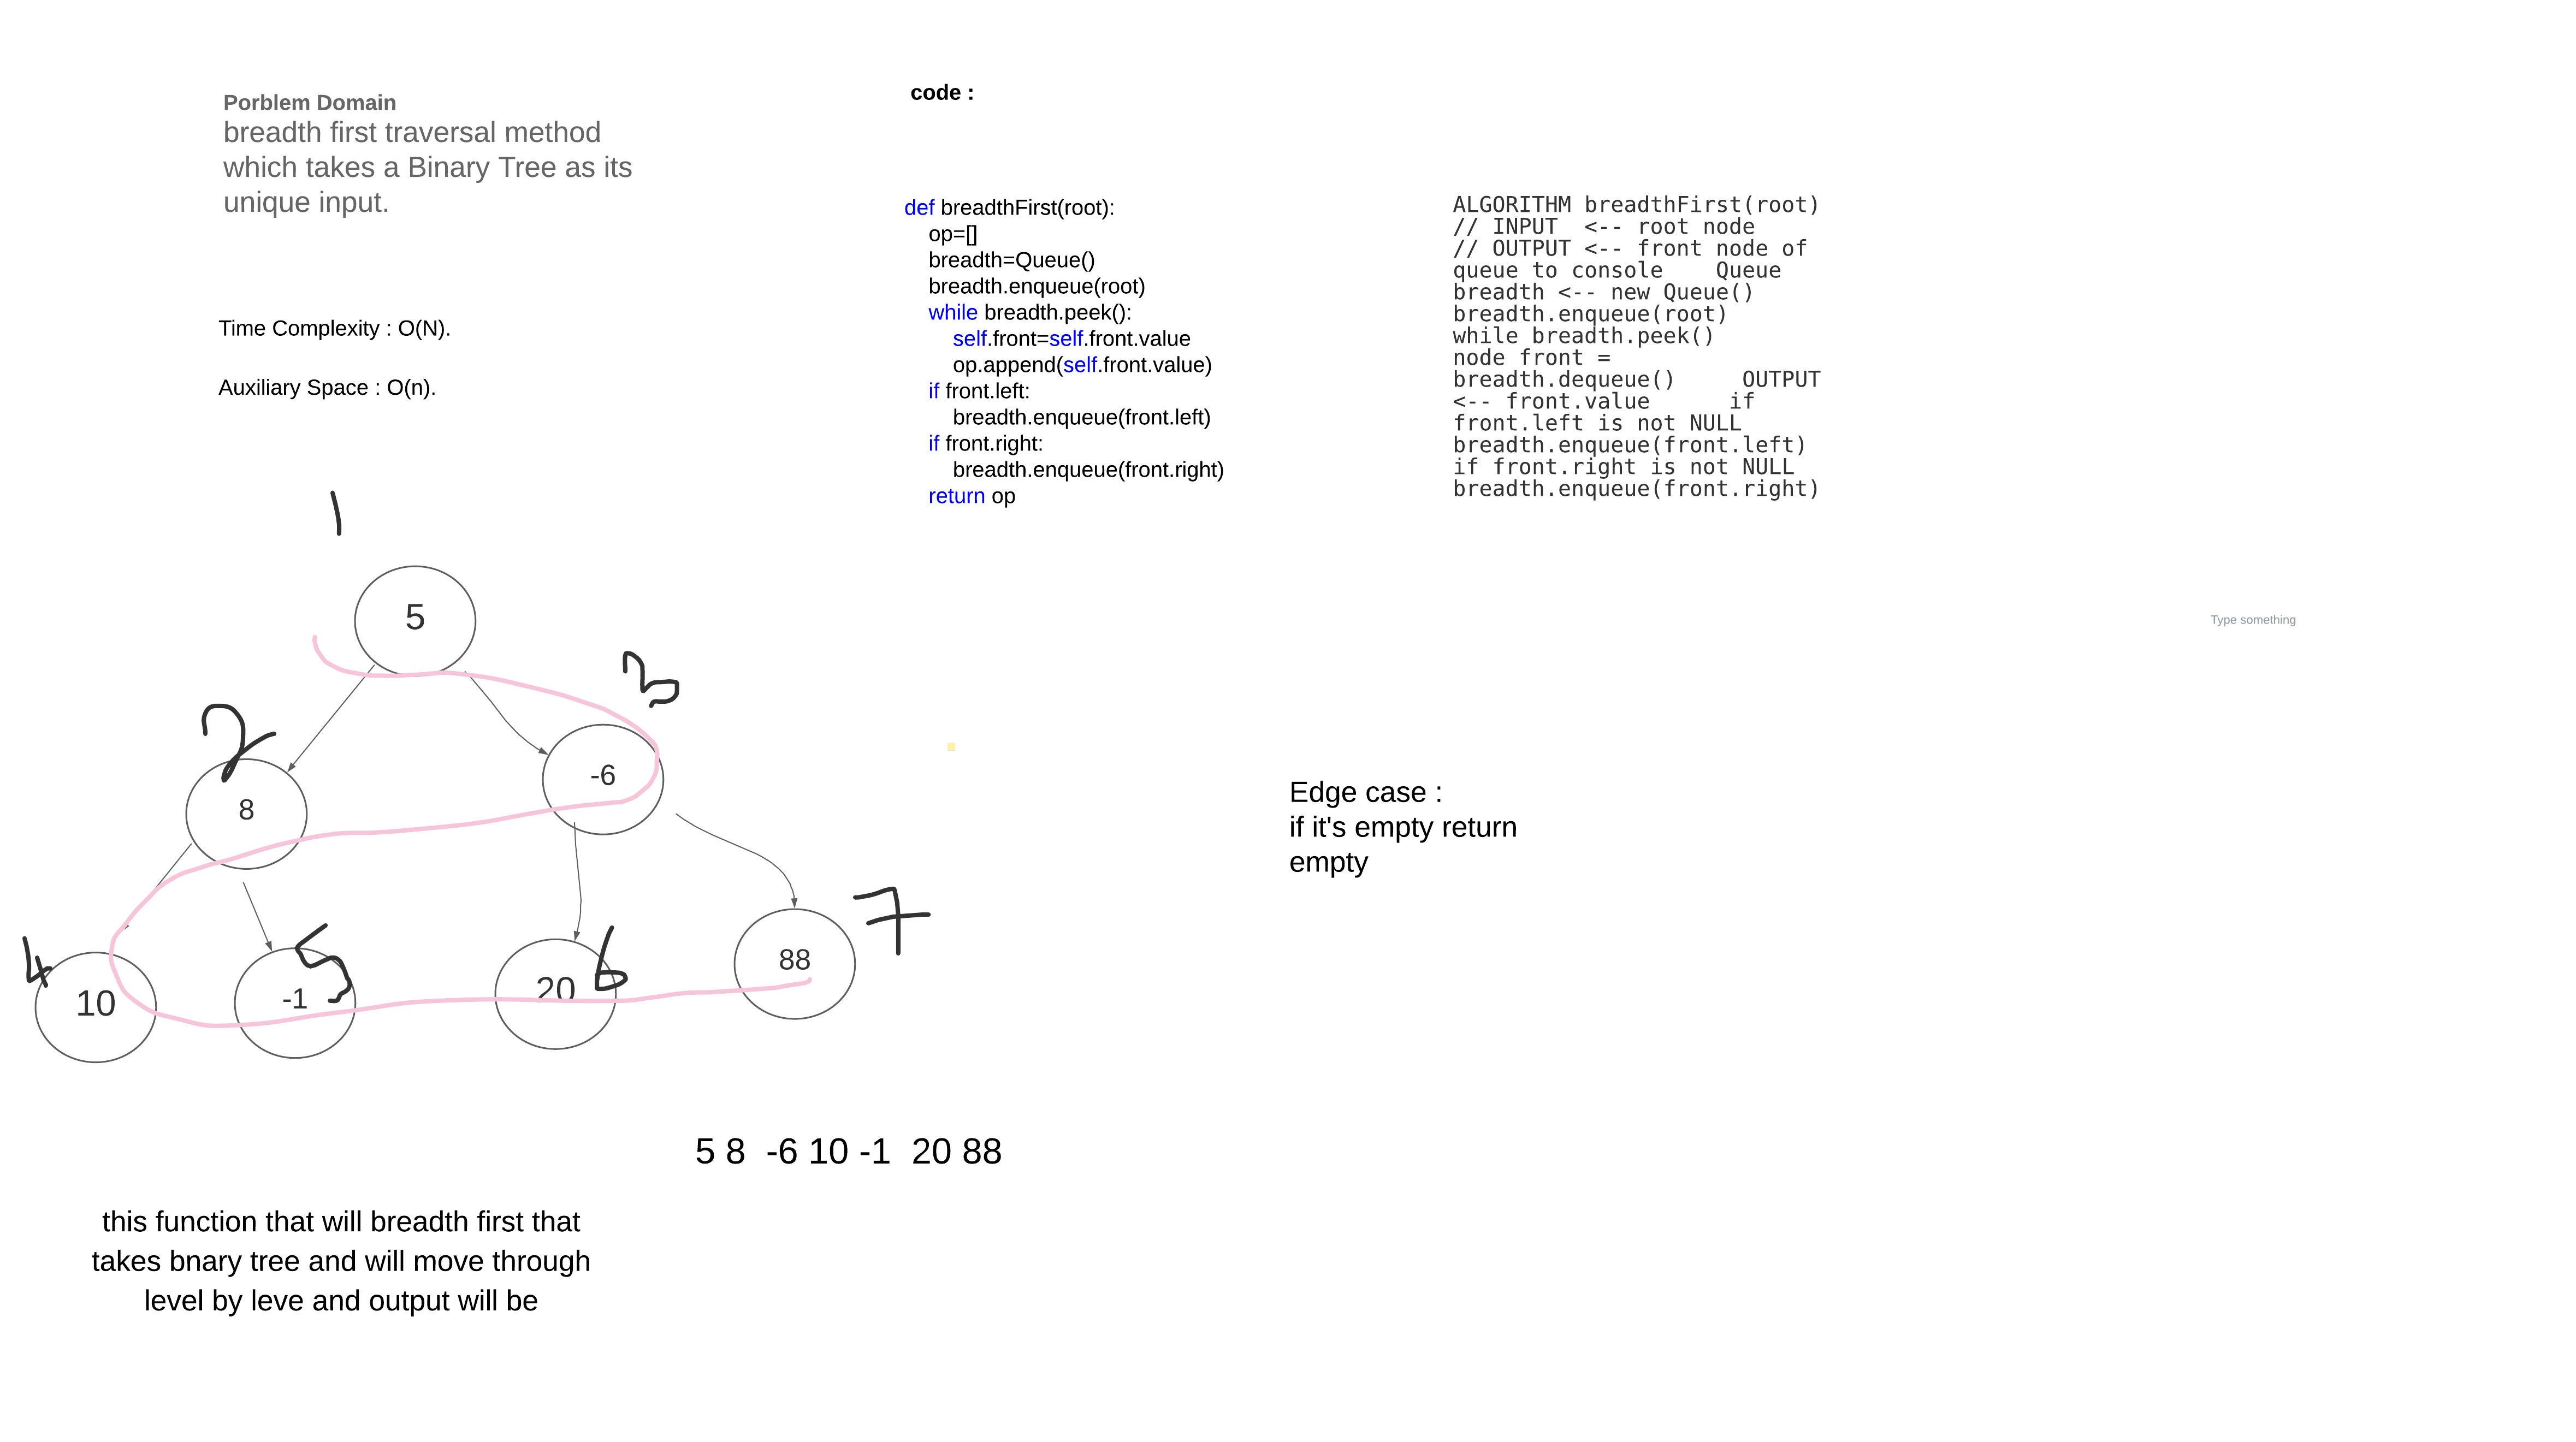 Porblem Domain
breadth first traversal method
which takes a Binary Tree as its
unique input.
Time Complexity : O(N).
Auxiliary Space : O(n).
code :
def breadthFirst(root):
op=[]
breadth=Queue()
breadth.enqueue(root)
while breadth.peek():
self.front=self.front.value
op.append(self.front.value)
if front.left:
breadth.enqueue(front.left)
if front.right:
breadth.enqueue(front.right)
return op
ALGORITHM breadthFirst(root)
// INPUT  <-- root node
// OUTPUT <-- front node of
queue to console    Queue
breadth <-- new Queue()
breadth.enqueue(root)
while breadth.peek()
node front =
breadth.dequeue()     OUTPUT
<-- front.value      if
front.left is not NULL
breadth.enqueue(front.left)
if front.right is not NULL
breadth.enqueue(front.right)
1
5
3
2
-6
8
4
10
5
-1
20
6
88
7
Type something
Edge case :
if it's empty return
empty
5 8  -6 10 -1  20 88
this function that will breadth first that
takes bnary tree and will move through
level by leve and output will be